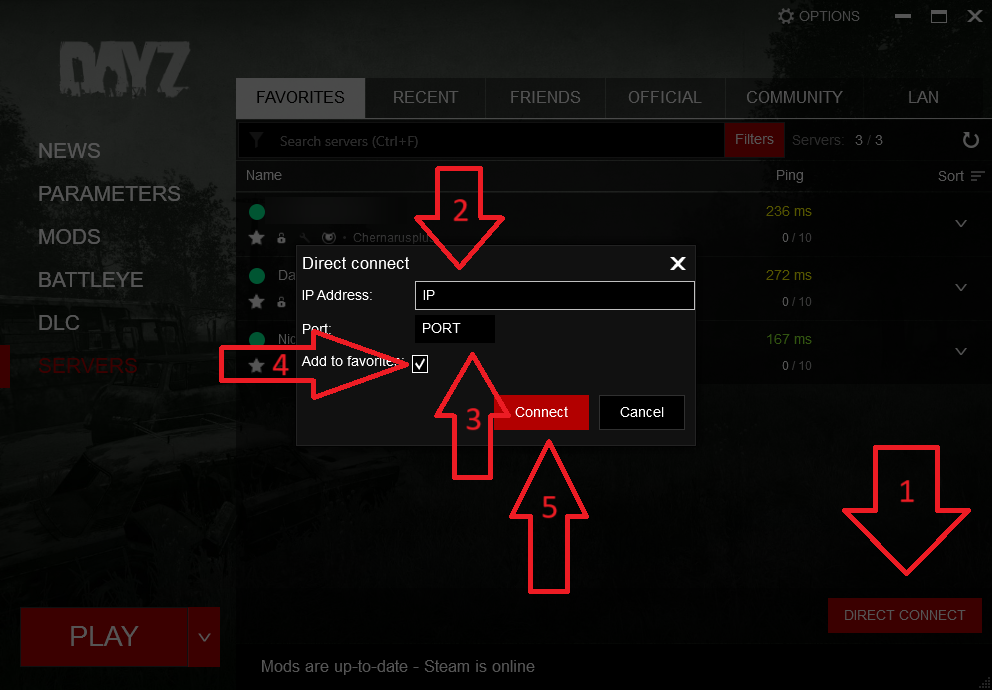 OPTIONS
DAYZ
FAVORITES RECENT FRIENDS OFFICIAL COMMUNITY LAN
Search servers (Ctrl+F) Filters Servers: 3 / 3
NEWS
Name Ping Sort
PARAMETERS
2
236 ms
MODS
Chernarusplus 0 / 10
Direct connect X
BATTLEYE
272 ms
IP Address: IP
0 / 10
DLC
Port: PORT
167 ms
SERVERS
4
Add to favorites:
0 / 10
3
Connect Cancel
1
5
DIRECT CONNECT
PLAY
Mods are up-to-date - Steam is online